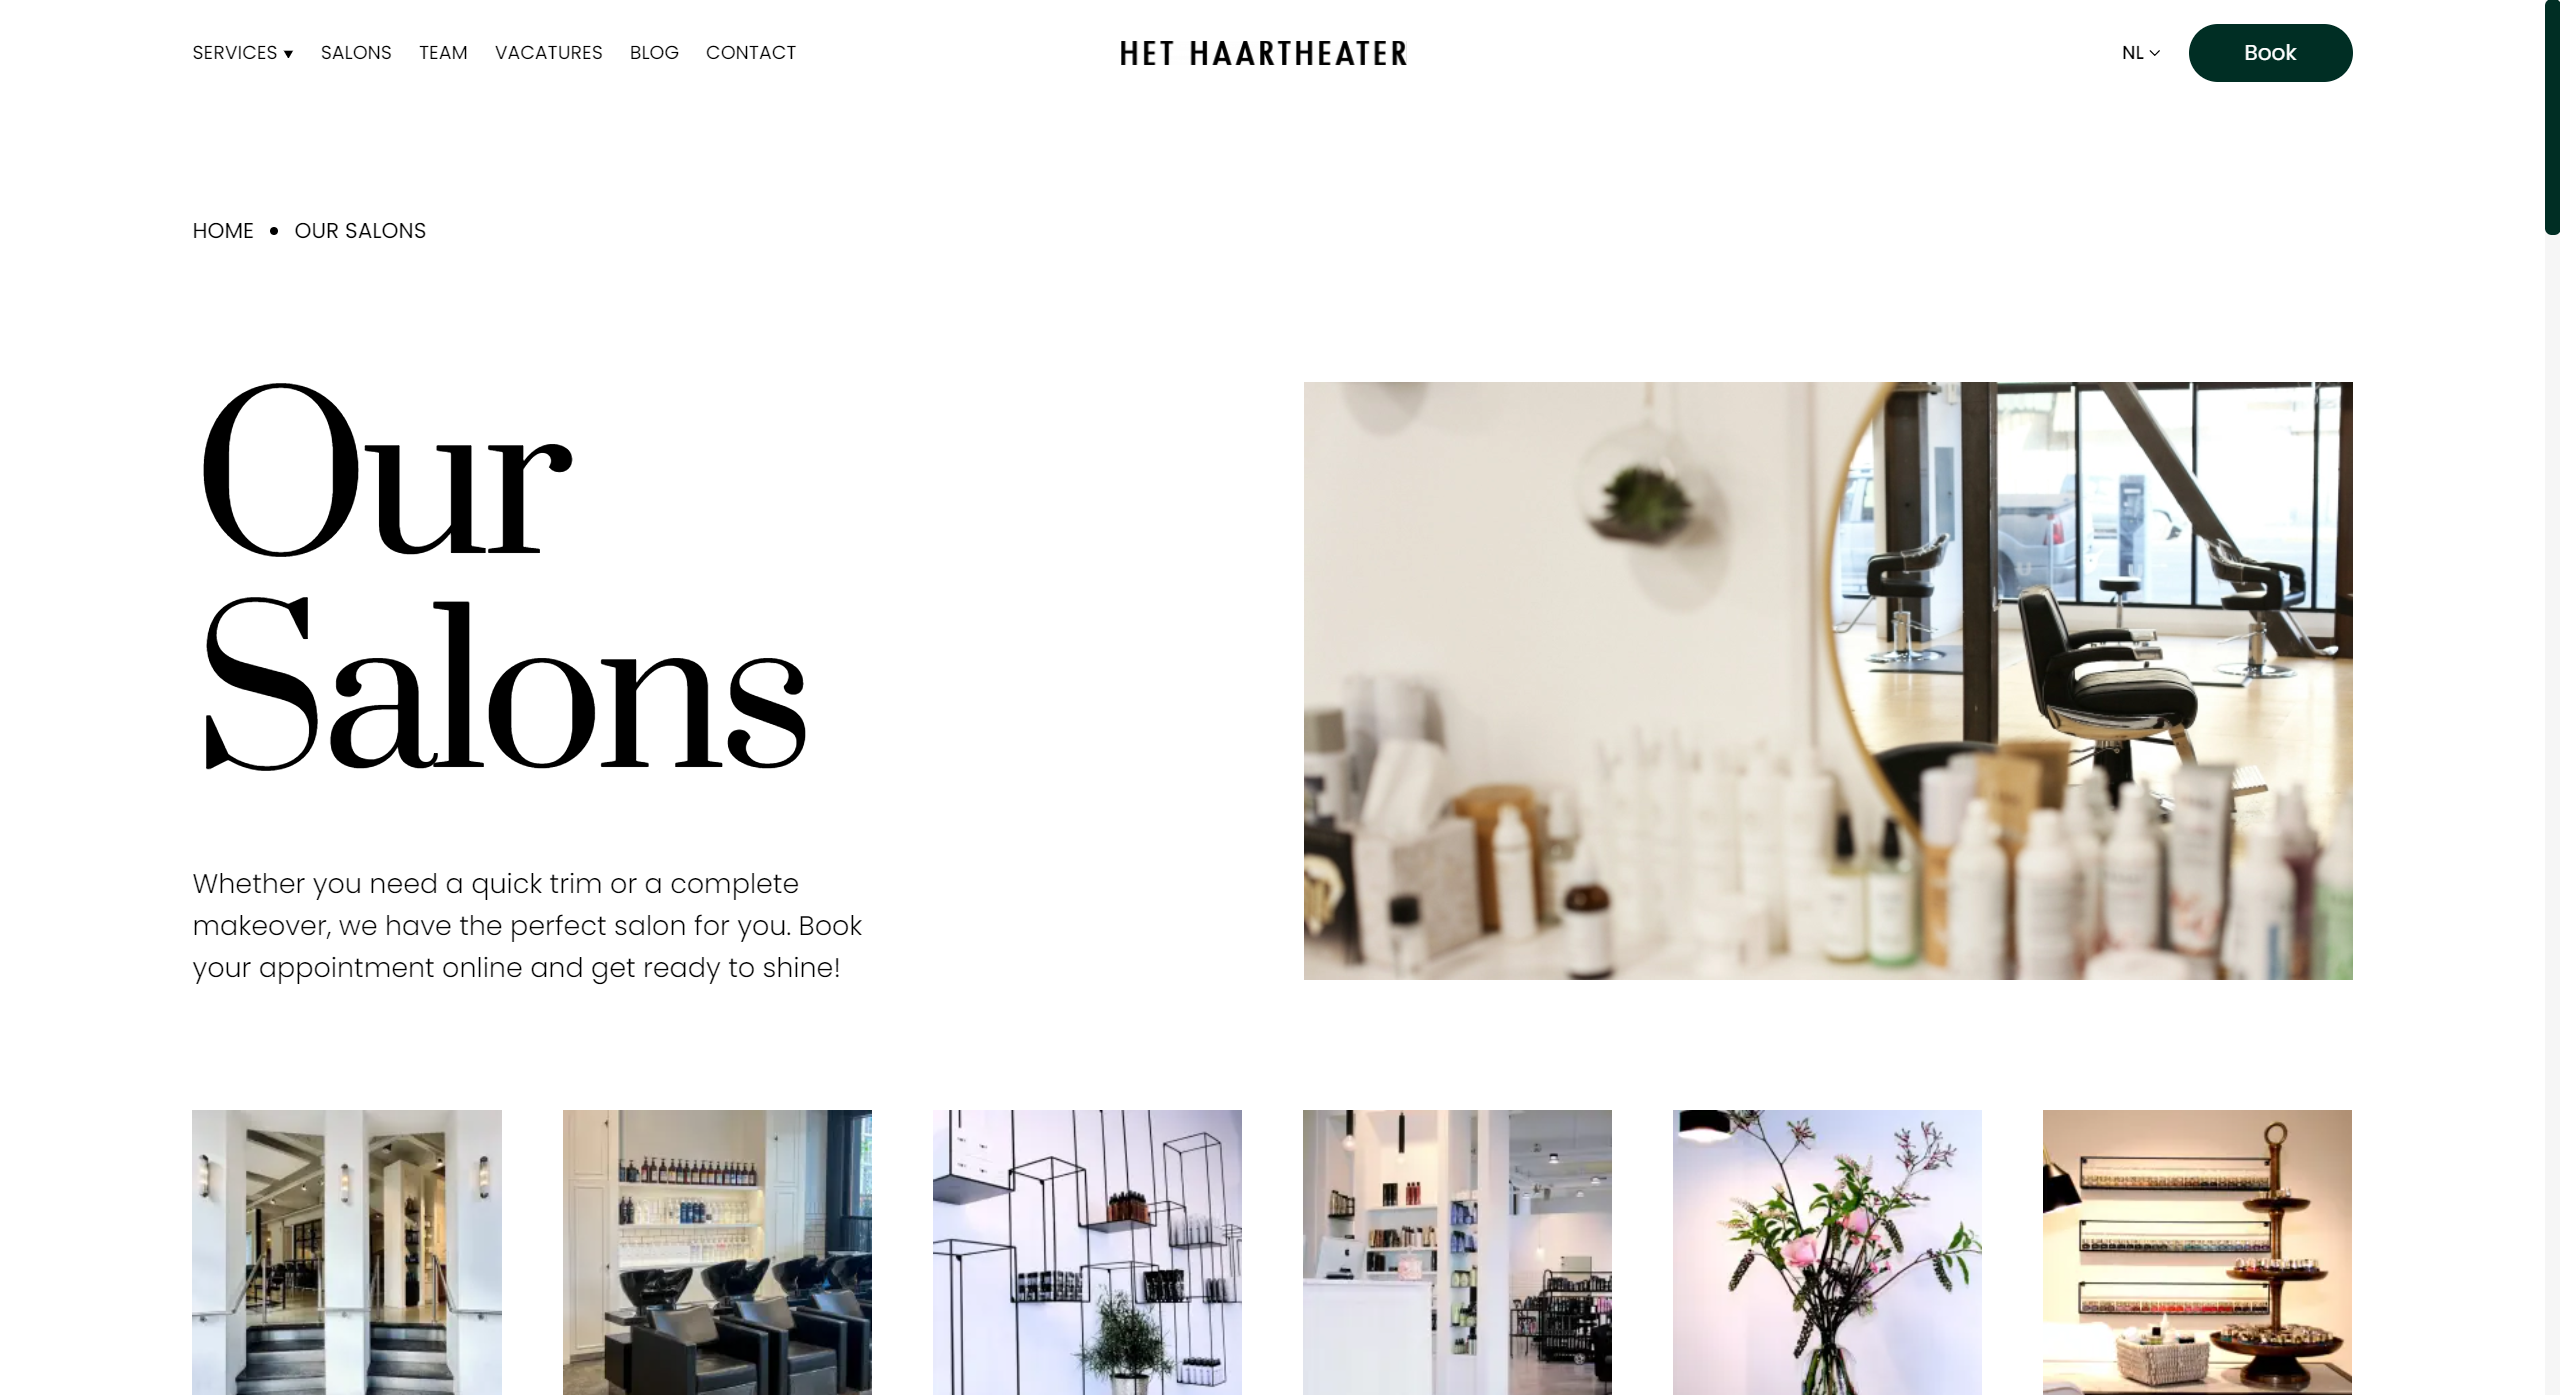 SERVICES ▾ SALONS TEAM VACATURES BLOG CONTACT
HET HAARTHEATER
NL
Book
HOME • OUR SALONS
Our
Salons
Whether you need a quick trim or a complete
makeover, we have the perfect salon for you. Book
your appointment online and get ready to shine!